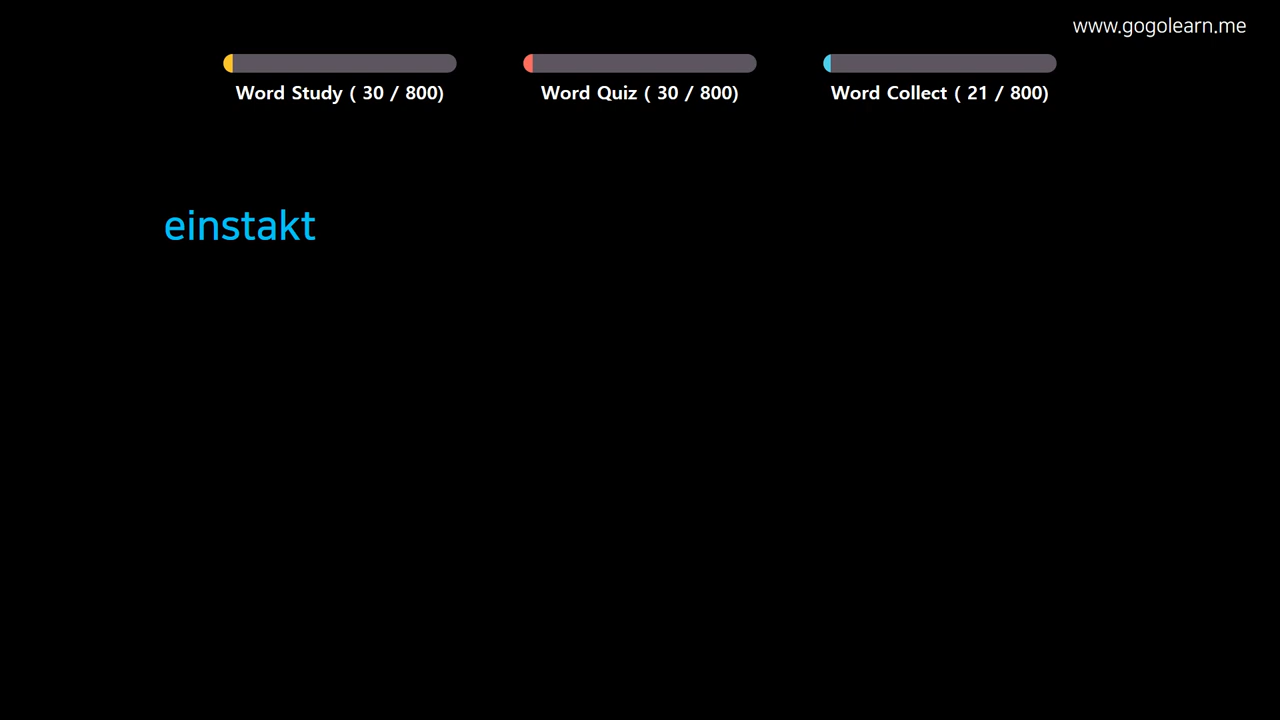 www.gogolearn.me
Word Study ( 30 / 800)
Word Quiz ( 30 / 800)
Word Collect ( 21 / 800)
einstakt